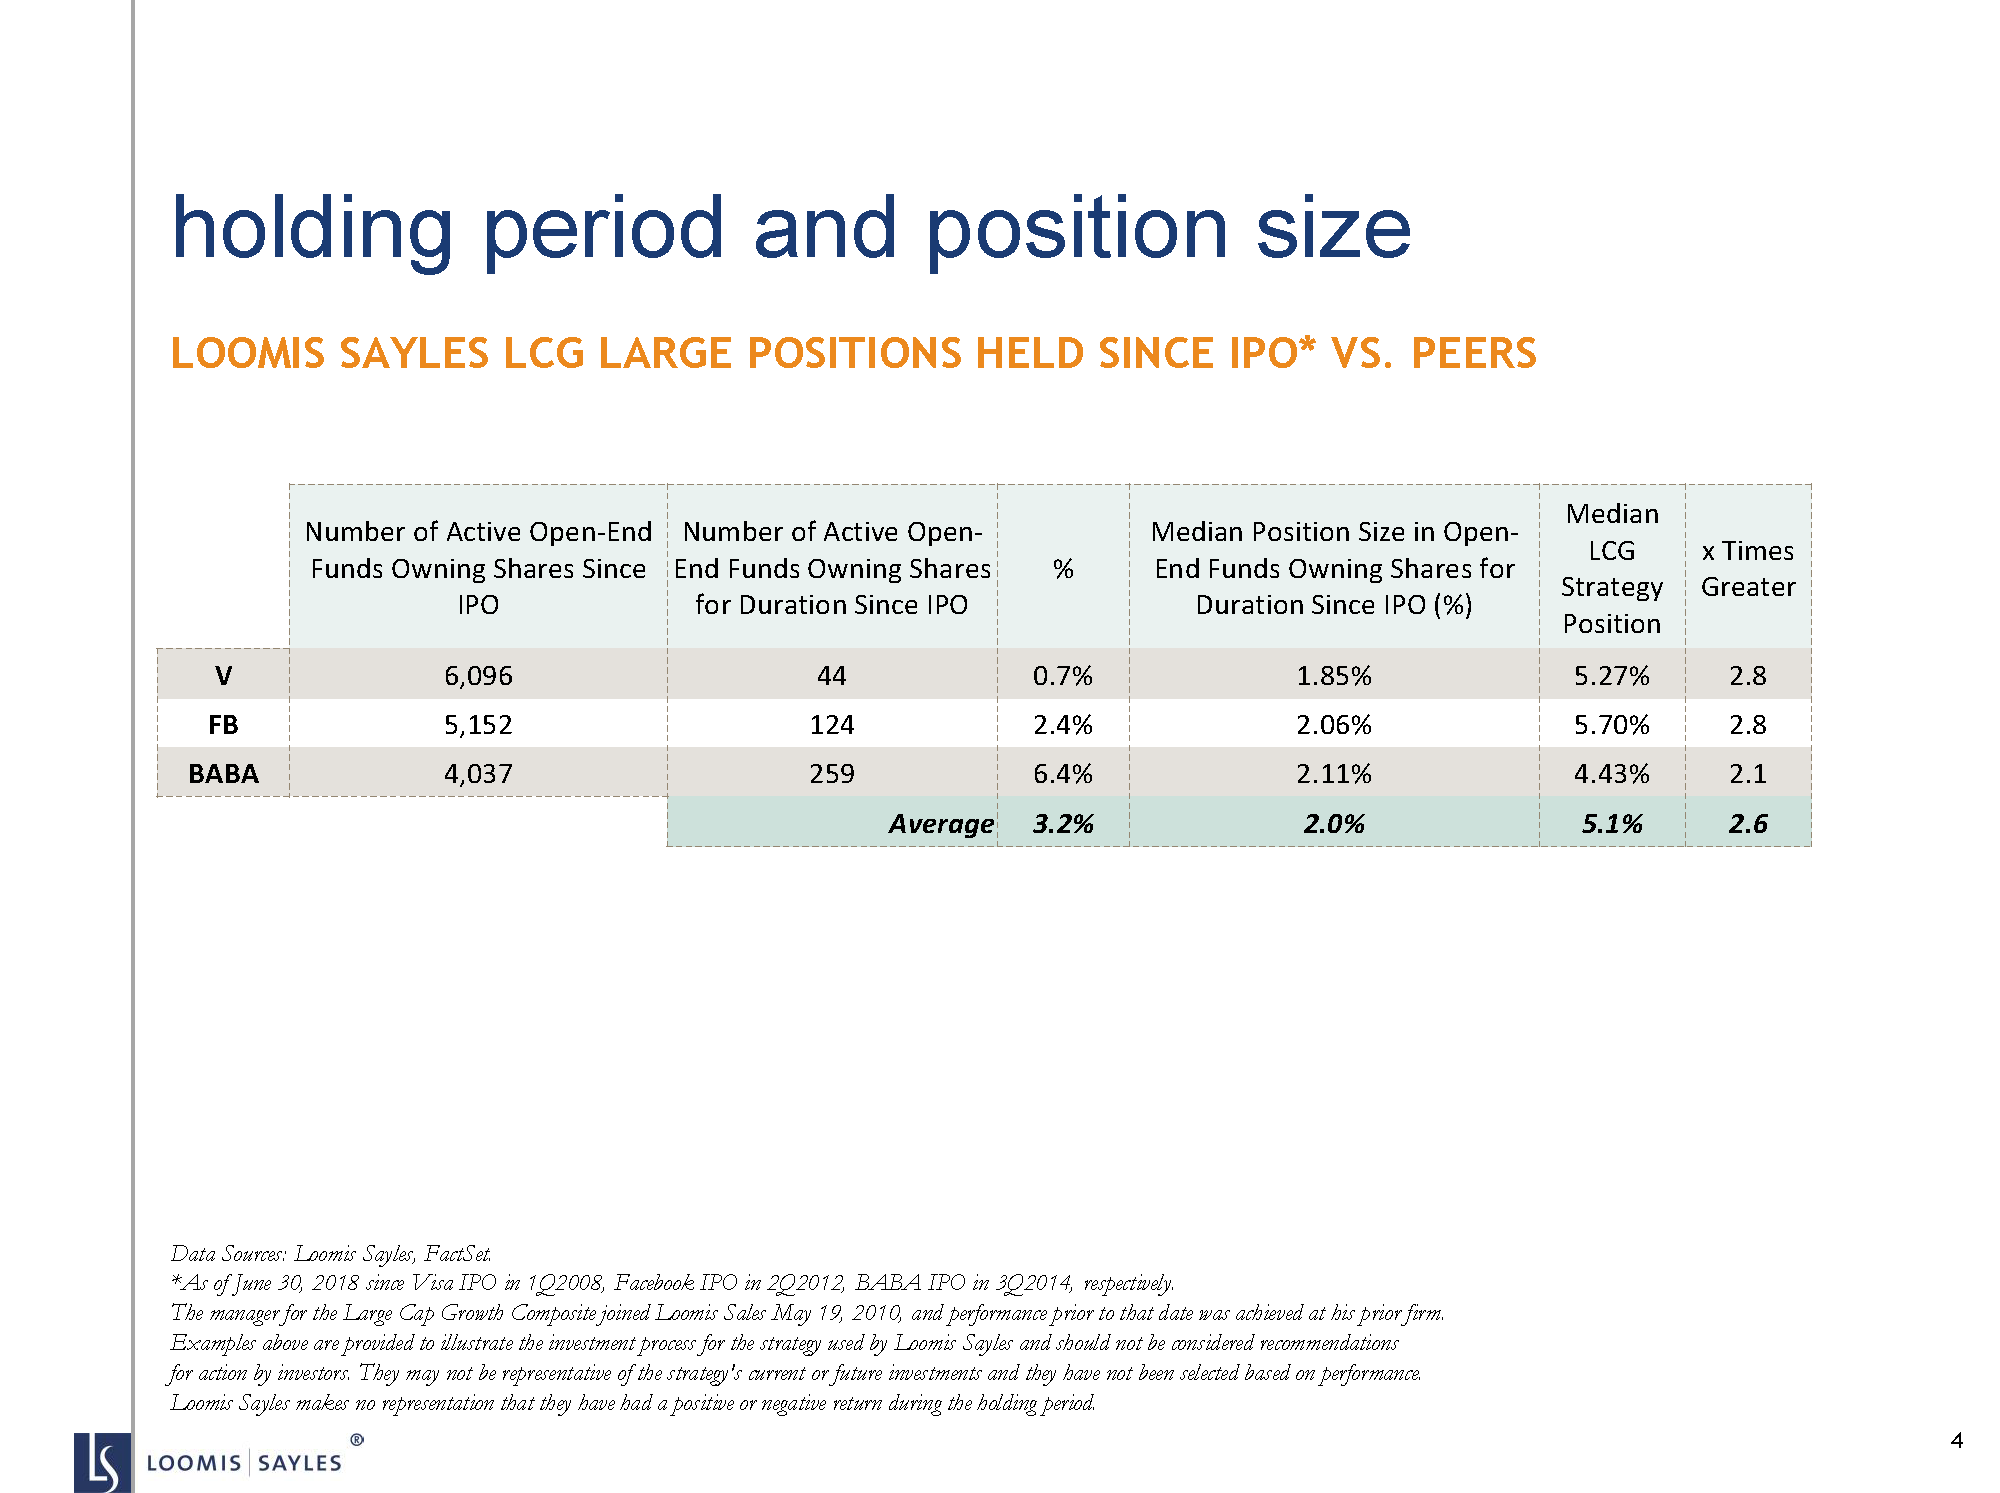 holding period and position size
LOOMIS SAYLES LCG LARGE POSITIONS HELD SINCE IPO* VS. PEERS
Number of Active Open-End Funds Owning Shares Since IPO
Number of Active Open-End Funds Owning Shares for Duration Since IPO
%
Median Position Size in Open-End Funds Owning Shares for Duration Since IPO (%)
Median LCG Strategy Position
x Times Greater
V 6,096 44 0.7% 1.85% 5.27% 2.8
FB 5,152 124 2.4% 2.06% 5.70% 2.8
BABA 4,037 259 6.4% 2.11% 4.43% 2.1
Average 3.2% 2.0% 5.1% 2.6
Data Sources: Loomis Sayles, FactSet.
*As of June 30, 2018 since Visa IPO in 1Q2008, Facebook IPO in 2Q2012, BABA IPO in 3Q2014, respectively.
The manager for the Large Cap Growth Composite joined Loomis Sales May 19, 2010, and performance prior to that date was achieved at his prior firm.
Examples above are provided to illustrate the investment process for the strategy used by Loomis Sayles and should not be considered recommendations
for action by investors. They may not be representative of the strategy's current or future investments and they have not been selected based on performance.
Loomis Sayles makes no representation that they have had a positive or negative return during the holding period.
LS LOOMIS | SAYLES ®
4